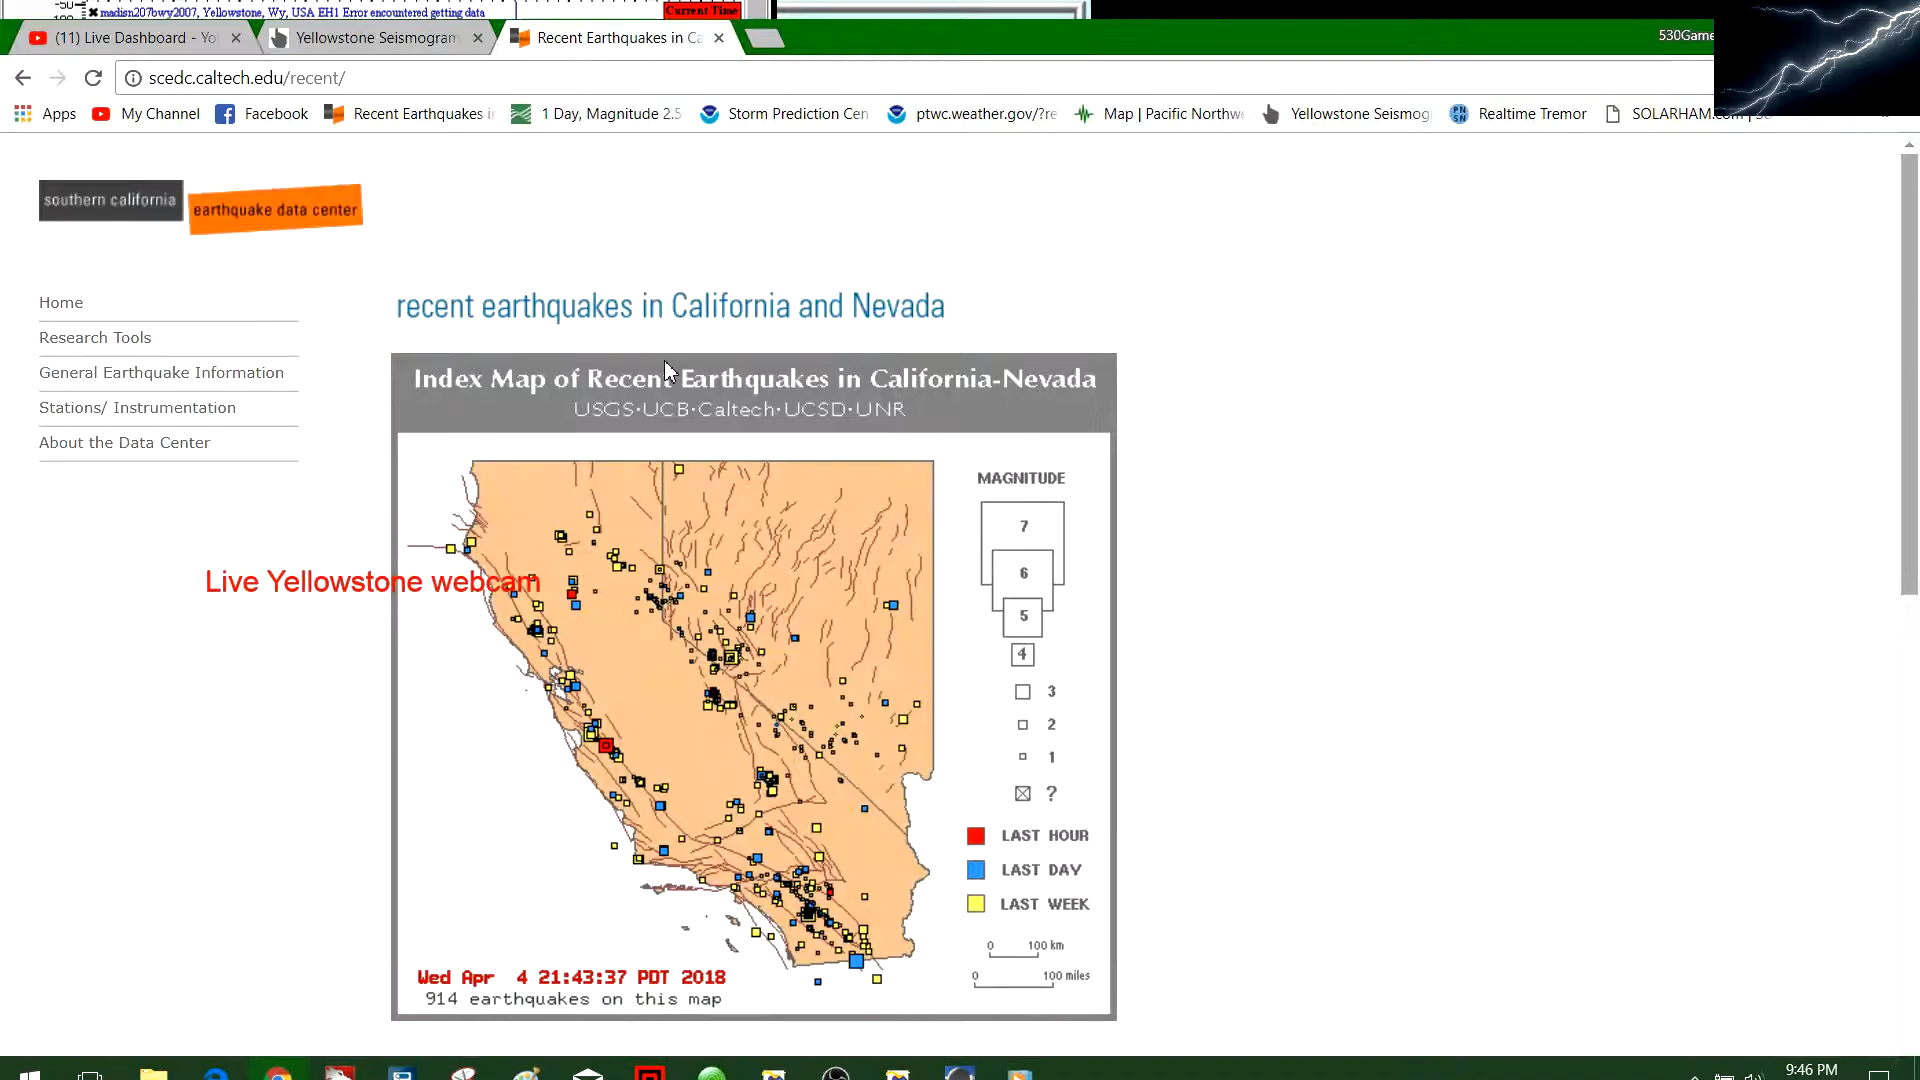 -50
100
madisn207bwy2007, Yellowstone, Wy, USA EH1 Error encountered getting data
Current Time
(11) Live Dashboard - Yo
Yellowstone Seismogram
Recent Earthquakes in Ca
530Game
scedc.caltech.edu/recent/
Apps
My Channel
Facebook
Recent Earthquakes in
1 Day, Magnitude 2.5
Storm Prediction Cen
ptwc.weather.gov/?re
Map | Pacific Northw
Yellowstone Seismog
Realtime Tremor
SOLARHAM.com |
southern california
earthquake data center
Home
Research Tools
General Earthquake Information
Stations/ Instrumentation
About the Data Center
recent earthquakes in California and Nevada
Index Map of Recent Earthquakes in California-Nevada
USGS·UCB·Caltech·UCSD·UNR
MAGNITUDE
7
6
5
4
3
2
1
?
LAST HOUR
LAST DAY
LAST WEEK
0 100 km
0 100 miles
Live Yellowstone webcam
Wed Apr 4 21:43:37 PDT 2018
914 earthquakes on this map
9:46 PM